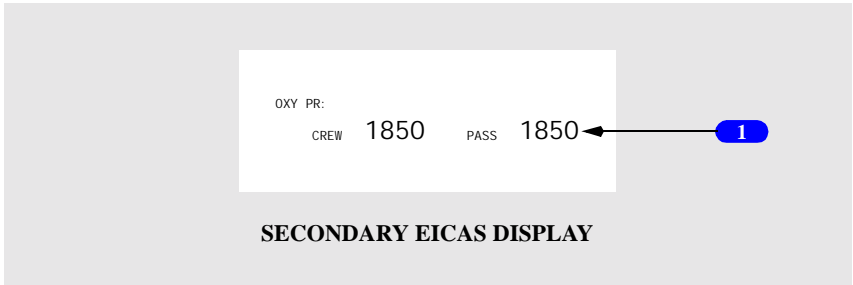 OXY PR:
CREW 1850 PASS 1850 1
SECONDARY EICAS DISPLAY